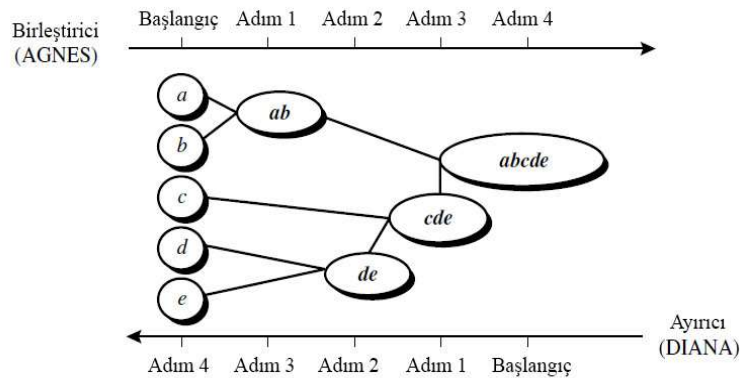 Başlangıç Adım 1 Adım 2 Adım 3 Adım 4
Birleştirici
(AGNES)
a
ab
b
abcde
c
cde
d
de
e
Ayırıcı
(DIANA)
Adım 4 Adım 3 Adım 2 Adım 1 Başlangıç